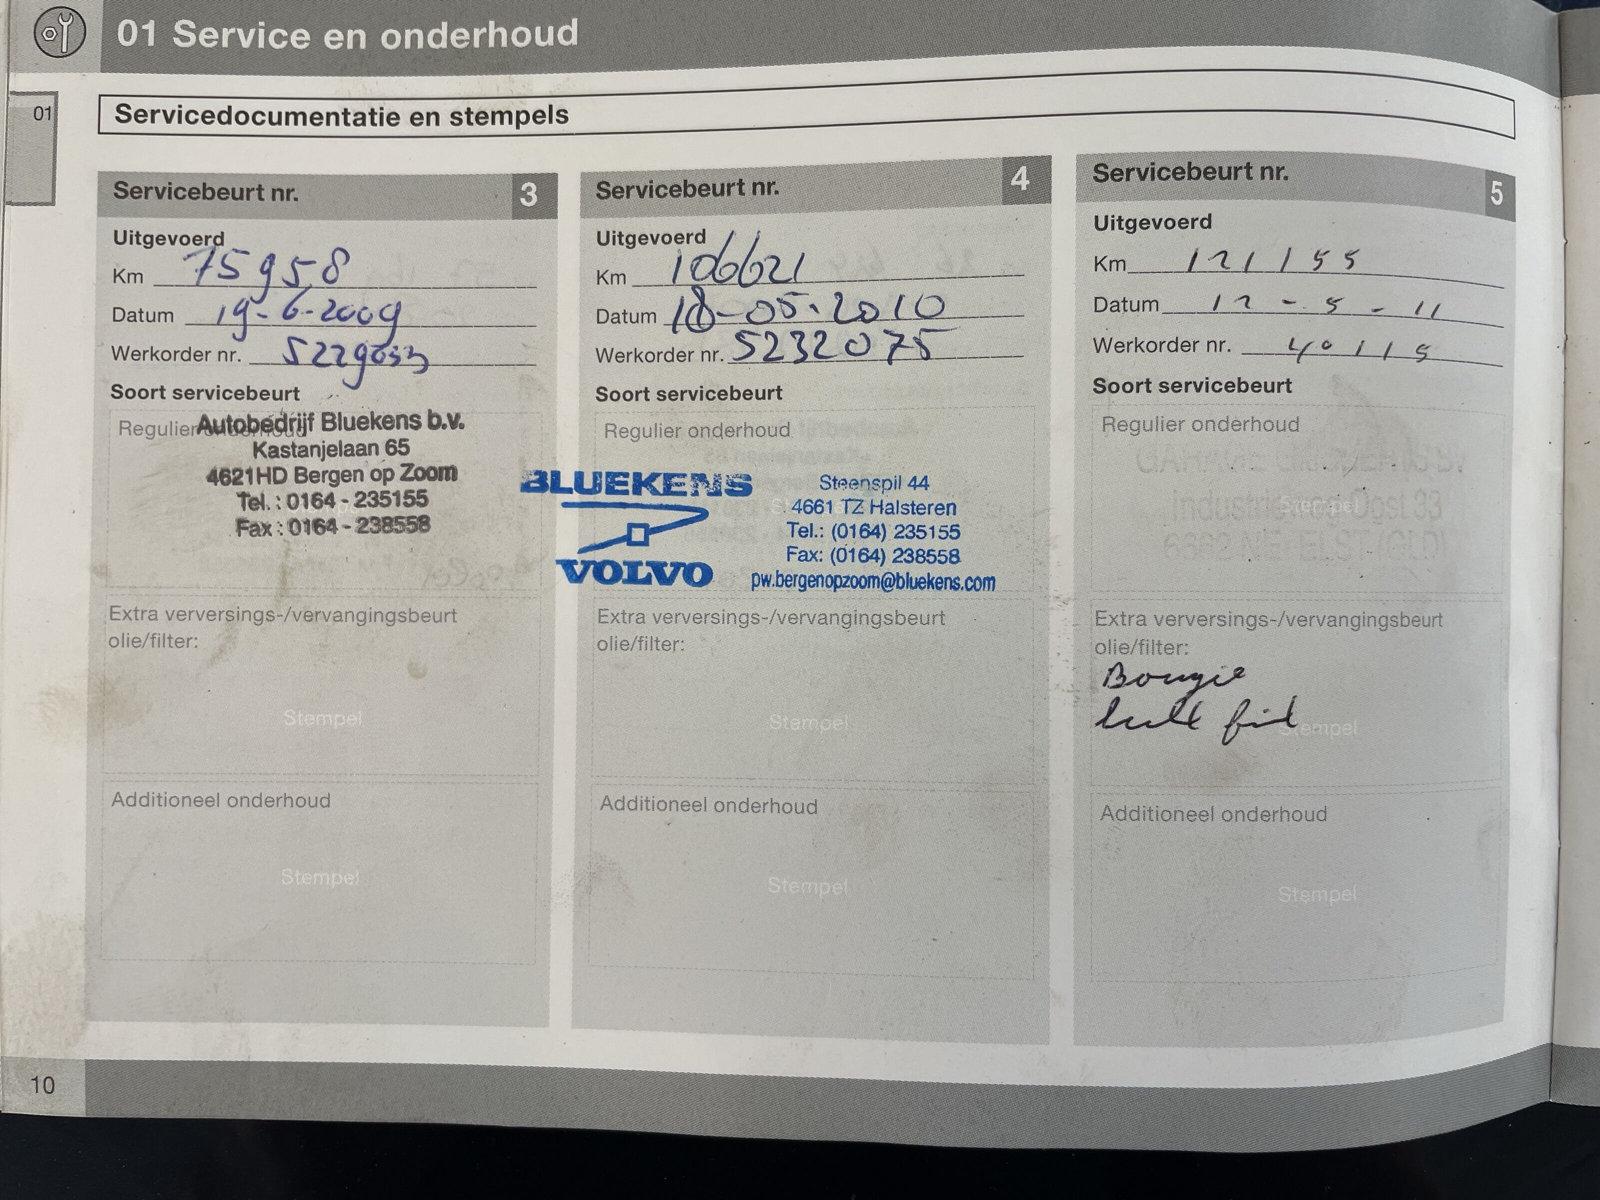 01 Service en onderhoud
01
Servicedocumentatie en stempels
Servicebeurt nr. 3
Uitgevoerd
Km 75958
Datum 19-6-2009
Werkorder nr.
Soort servicebeurt
Regulier onderhoud
Autobedrijf Bluekens b.v.
Kastanjelaan 65
4621HD Bergen op Zoom
Tel. : 0164 - 235155
Fax : 0164 - 238558
Extra verversings-/vervangingsbeurt
olie/filter:
Stempel
Additioneel onderhoud
Stempel
Servicebeurt nr. 4
Uitgevoerd
Km 106621
Datum 18-05-2010
Werkorder nr. 5232075
Soort servicebeurt
Regulier onderhoud
BLUEKENS
VOLVO
Steenspil 44
4661 TZ Halsteren
Tel.: (0164) 235155
Fax: (0164) 238558
pw.bergenopzoom@bluekens.com
Extra verversings-/vervangingsbeurt
olie/filter:
Stempel
Additioneel onderhoud
Stempel
Servicebeurt nr. 5
Uitgevoerd
Km 121155
Datum 12-5-11
Werkorder nr. 40115
Soort servicebeurt
Regulier onderhoud
Stempel
Extra verversings-/vervangingsbeurt
olie/filter:
Bougie
Stempel
Additioneel onderhoud
Stempel
10